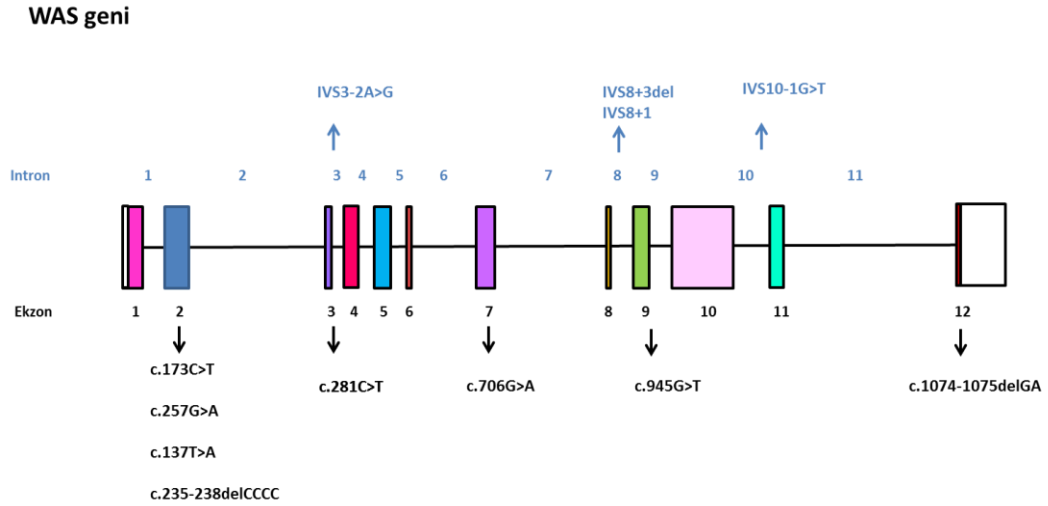 WAS geni
IVS3-2A>G
IVS8+3del
IVS8+1
IVS10-1G>T
Intron 1 2 3 4 5 6 7 8 9 10 11
Ekzon 1 2 3 4 5 6 7 8 9 10 11 12
c.173C>T
c.257G>A
c.137T>A
c.235-238delCCCC
c.281C>T
c.706G>A
c.945G>T
c.1074-1075delGA